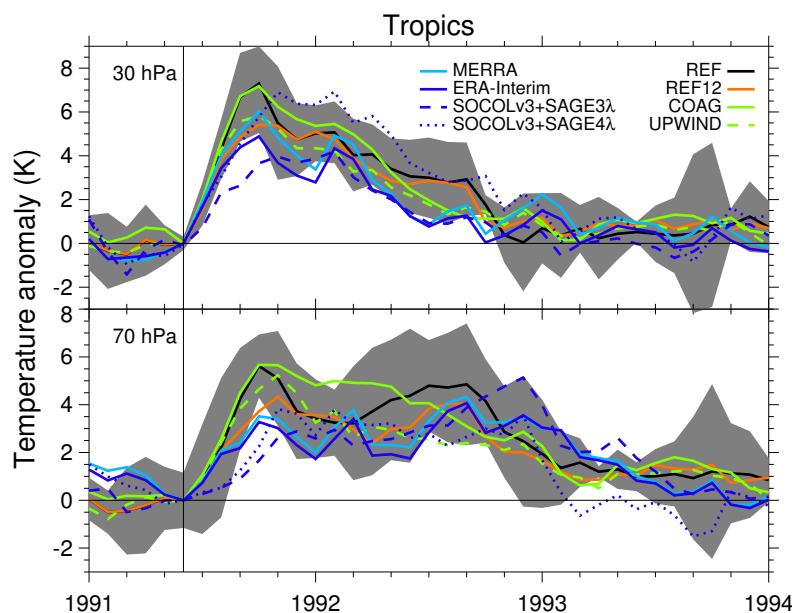 Tropics
30 hPa
MERRA
ERA-Interim
SOCOLv3+SAGE3λ
SOCOLv3+SAGE4λ
REF
REF12
COAG
UPWIND
8
6
4
2
0
-2
Temperature anomaly (K)
70 hPa
8
6
4
2
0
-2
1991 1992 1993 1994